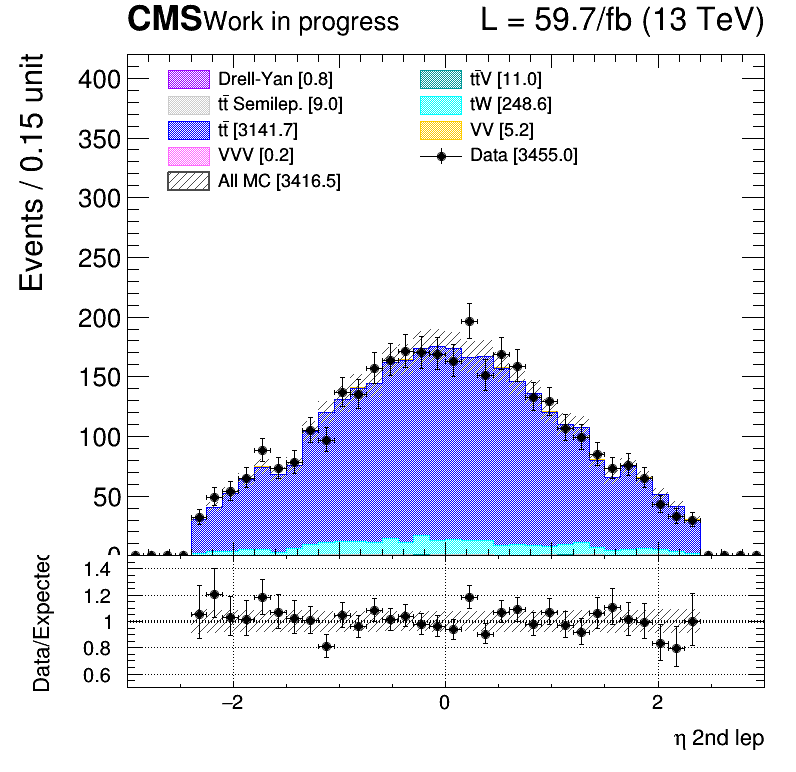 CMS Work in progress L = 59.7/fb (13 TeV)
Events / 0.15 unit
400
350
300
250
200
150
100
50
0
Drell-Yan [0.8]
tt̄ Semilep. [9.0]
tt̄ [3141.7]
VVV [0.2]
All MC [3416.5]
tt̄V [11.0]
tW [248.6]
VV [5.2]
Data [3455.0]
Data/Expected
1.4
1.2
1
0.8
0.6
−2 0 2
η 2nd lep